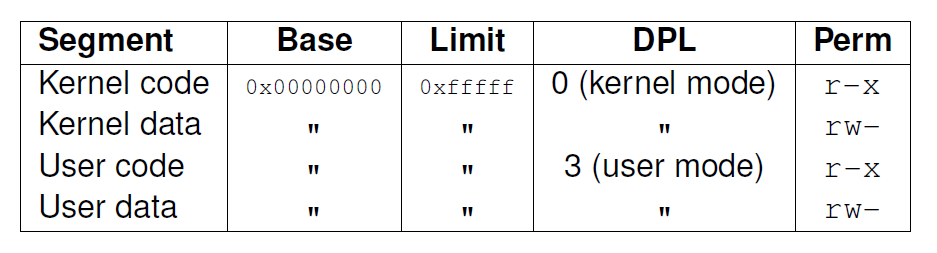 Segment Base Limit DPL Perm
Kernel code 0x00000000 0xfffff 0 (kernel mode) r-x
Kernel data " " " rw-
User code " " 3 (user mode) r-x
User data " " " rw-